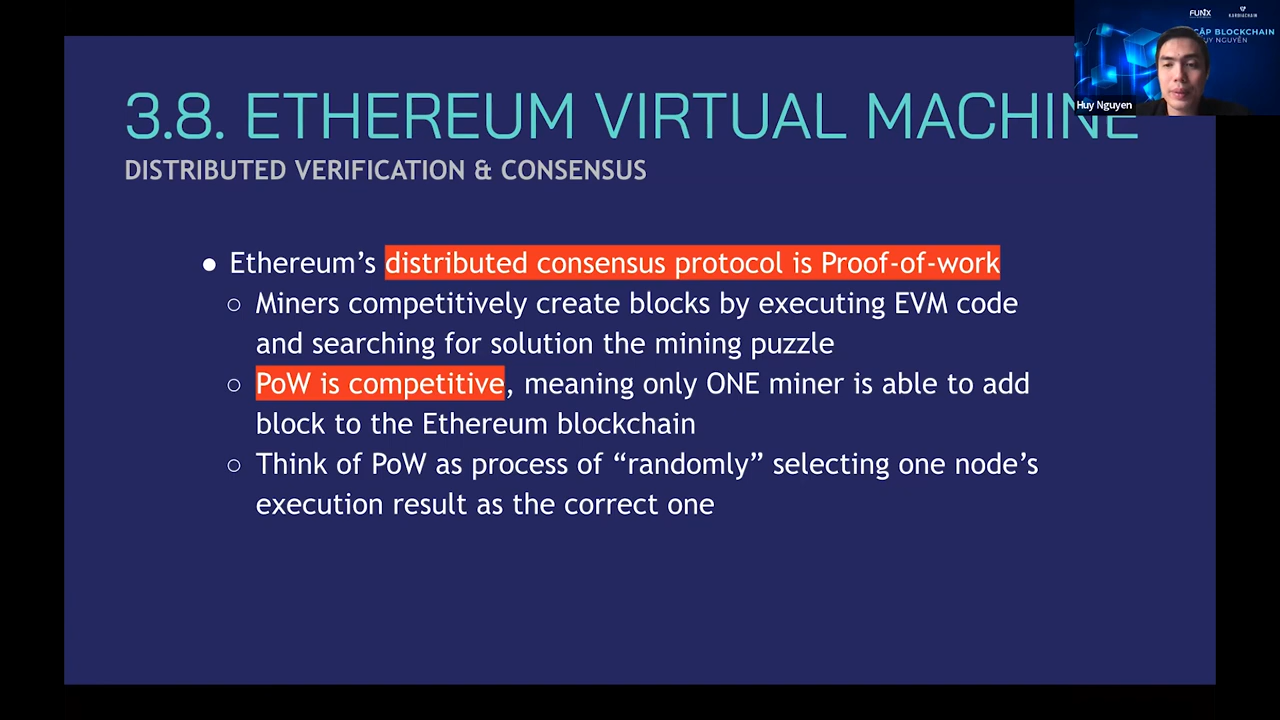 FUNiX
KARDIACHAIN
CẤP BLOCKCHAIN
UY NGUYỄN
Huy Nguyen
3.8. ETHEREUM VIRTUAL MACHINE
DISTRIBUTED VERIFICATION & CONSENSUS
● Ethereum’s distributed consensus protocol is Proof-of-work
○ Miners competitively create blocks by executing EVM code
and searching for solution the mining puzzle
○ PoW is competitive, meaning only ONE miner is able to add
block to the Ethereum blockchain
○ Think of PoW as process of “randomly” selecting one node’s
execution result as the correct one